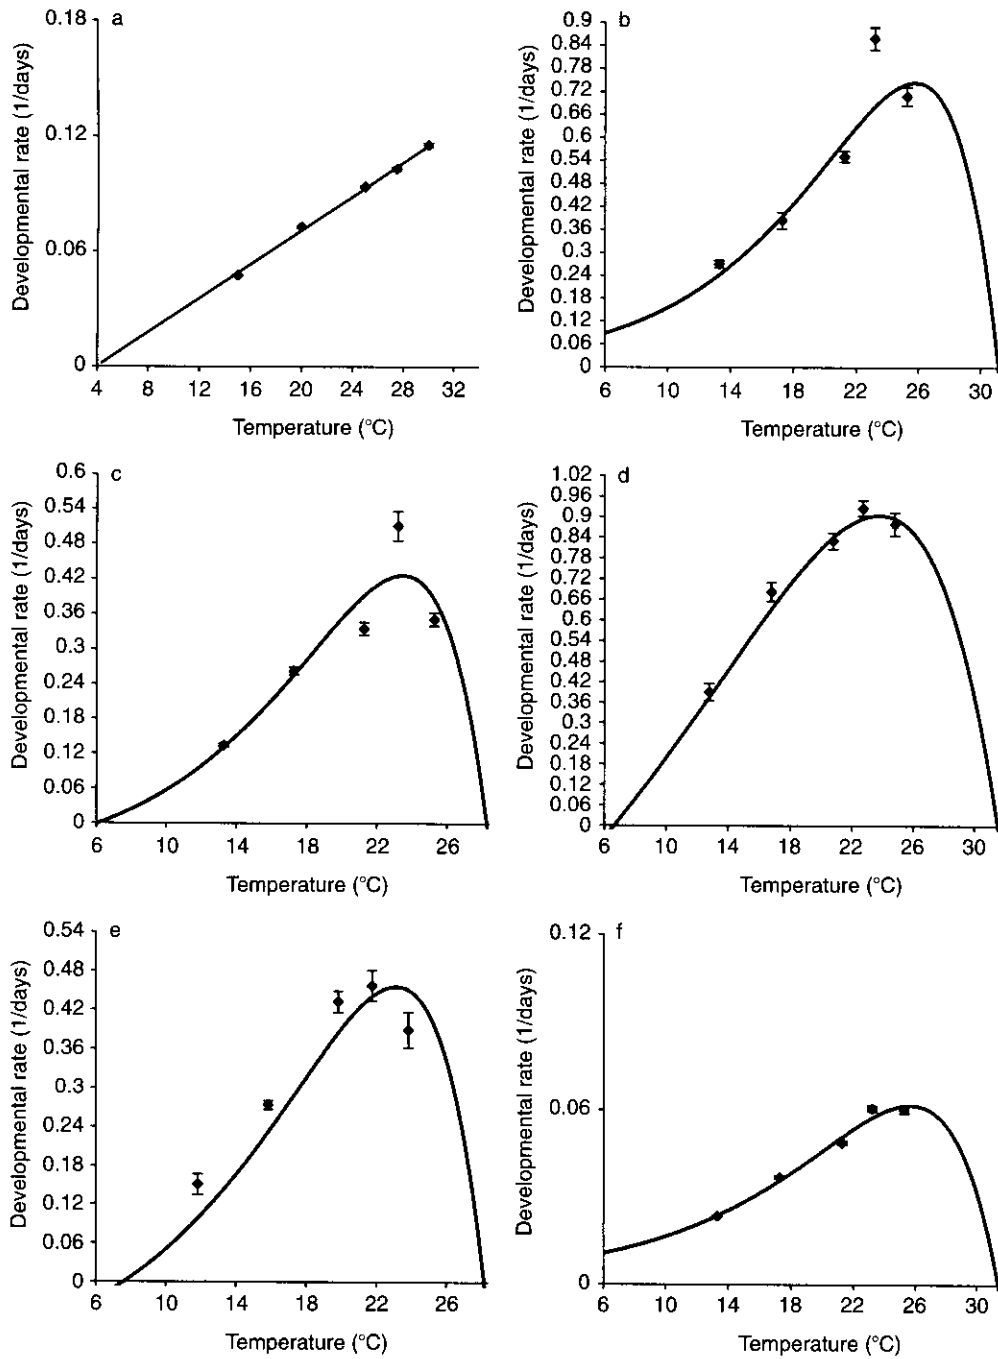 a
Developmental rate (1/days)
0.18
0.12
0.06
0
4 8 12 16 20 24 28 32
Temperature (°C)
b
Developmental rate (1/days)
0.9
0.84
0.78
0.72
0.66
0.6
0.54
0.48
0.42
0.36
0.3
0.24
0.18
0.12
0.06
0
6 10 14 18 22 26 30
Temperature (°C)
c
Developmental rate (1/days)
0.6
0.54
0.48
0.42
0.36
0.3
0.24
0.18
0.12
0.06
0
6 10 14 18 22 26
Temperature (°C)
d
Developmental rate (1/days)
1.02
0.96
0.9
0.84
0.78
0.72
0.66
0.6
0.54
0.48
0.42
0.36
0.3
0.24
0.18
0.12
0.06
0
6 10 14 18 22 26 30
Temperature (°C)
e
Developmental rate (1/days)
0.54
0.48
0.42
0.36
0.3
0.24
0.18
0.12
0.06
0
6 10 14 18 22 26
Temperature (°C)
f
Developmental rate (1/days)
0.12
0.06
0
6 10 14 18 22 26 30
Temperature (°C)